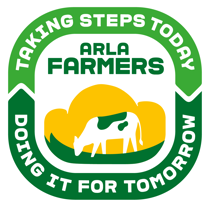 TAKING STEPS TODAY
ARLA
FARMERS
DOING IT FOR TOMORROW